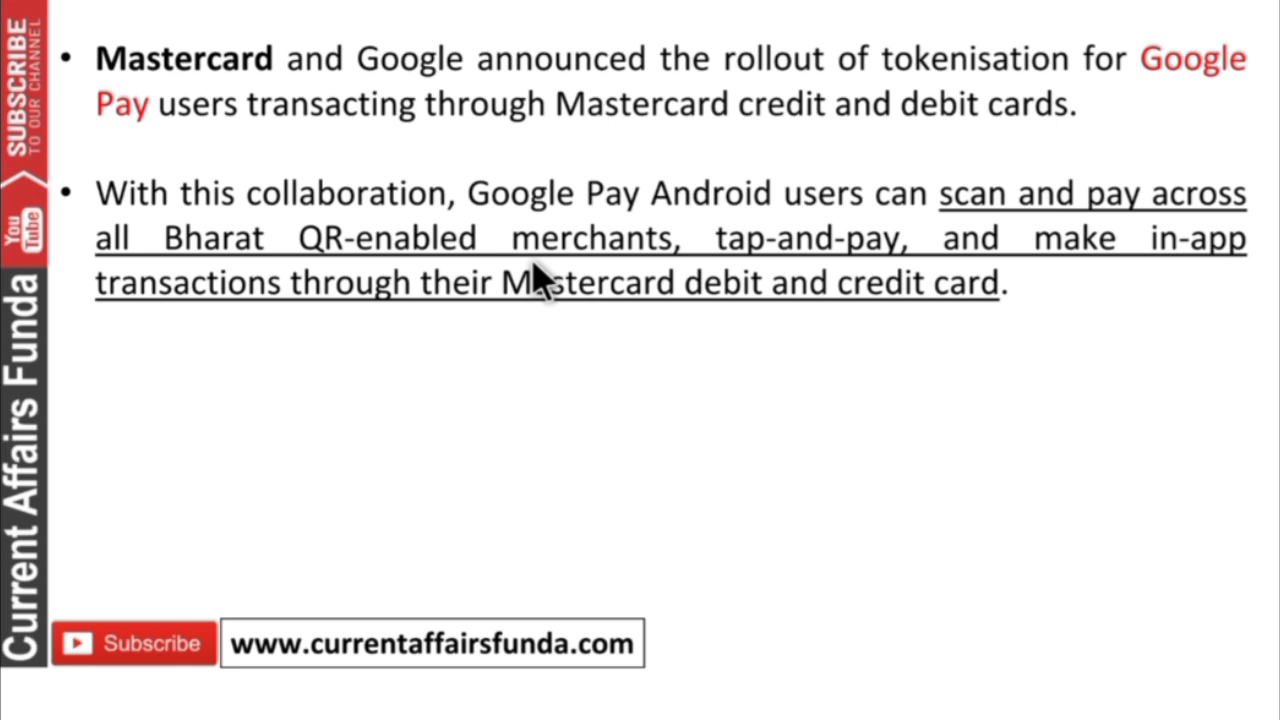 • Mastercard and Google announced the rollout of tokenisation for Google
Pay users transacting through Mastercard credit and debit cards.
• With this collaboration, Google Pay Android users can scan and pay across
all Bharat QR-enabled merchants, tap-and-pay, and make in-app
transactions through their Mastercard debit and credit card.
SUBSCRIBE
TO OUR CHANNEL
You
Tube
Current Affairs Funda
Subscribe
www.currentaffairsfunda.com